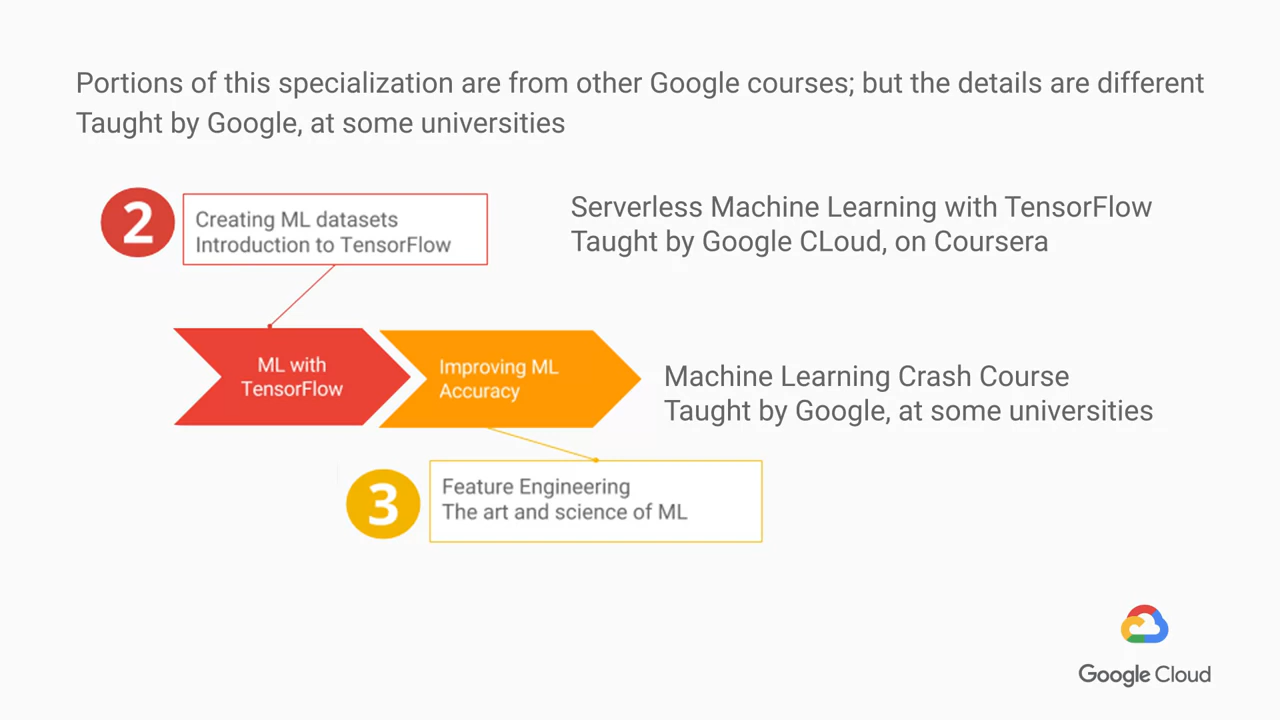 Portions of this specialization are from other Google courses; but the details are different
Taught by Google, at some universities
2
Creating ML datasets
Introduction to TensorFlow
Serverless Machine Learning with TensorFlow
Taught by Google CLoud, on Coursera
ML with
TensorFlow
Improving ML
Accuracy
Machine Learning Crash Course
Taught by Google, at some universities
3
Feature Engineering
The art and science of ML
Google Cloud